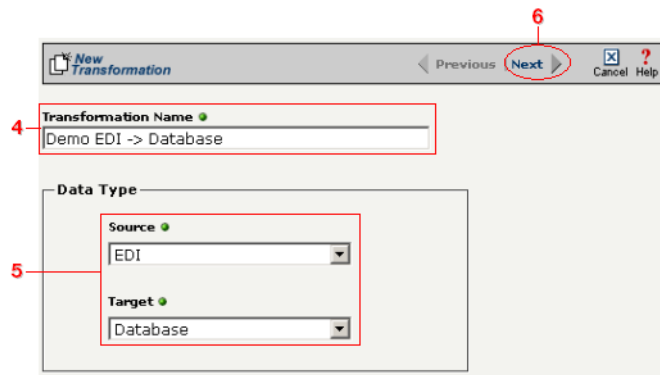 6
New
Transformation
Previous Next Cancel Help
4
Transformation Name
Demo EDI -> Database
Data Type
Source
EDI
5
Target
Database